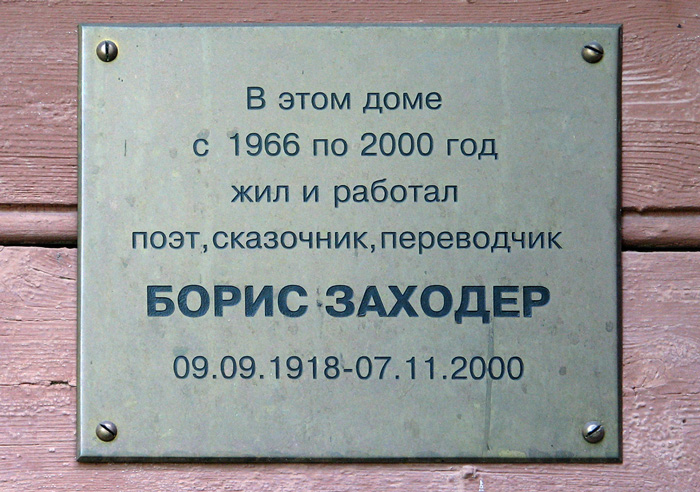 В этом доме
с 1966 по 2000 год
жил и работал
поэт,сказочник,переводчик
БОРИС ЗАХОДЕР
09.09.1918-07.11.2000